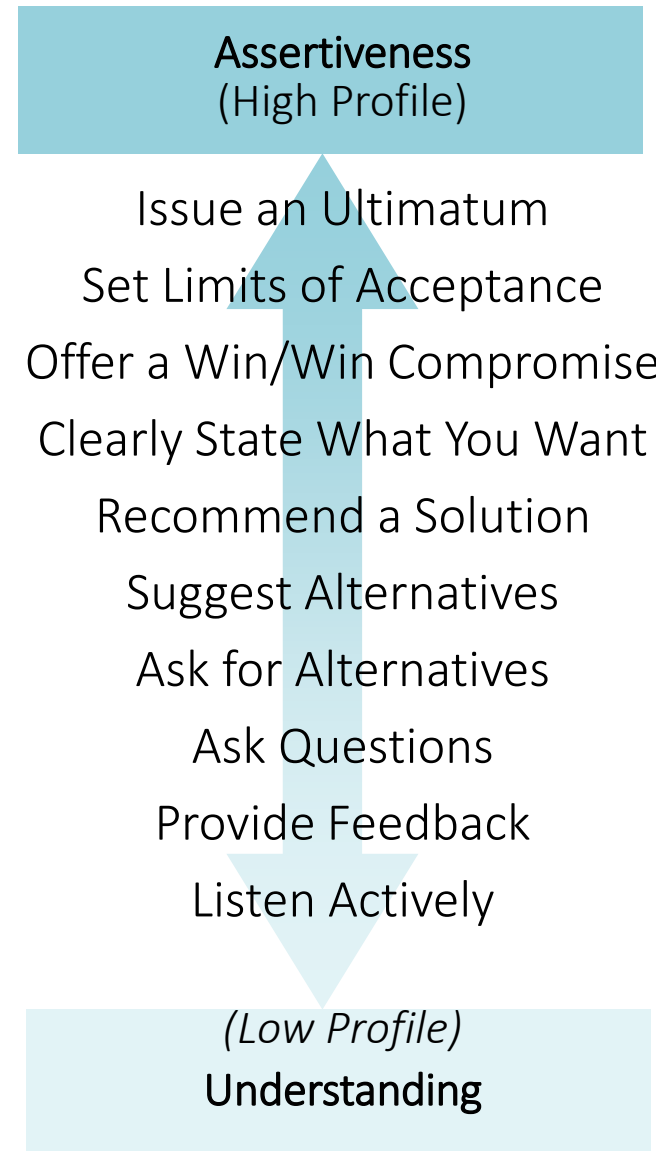 Assertiveness
(High Profile)
Issue an Ultimatum
Set Limits of Acceptance
Offer a Win/Win Compromise
Clearly State What You Want
Recommend a Solution
Suggest Alternatives
Ask for Alternatives
Ask Questions
Provide Feedback
Listen Actively
(Low Profile)
Understanding